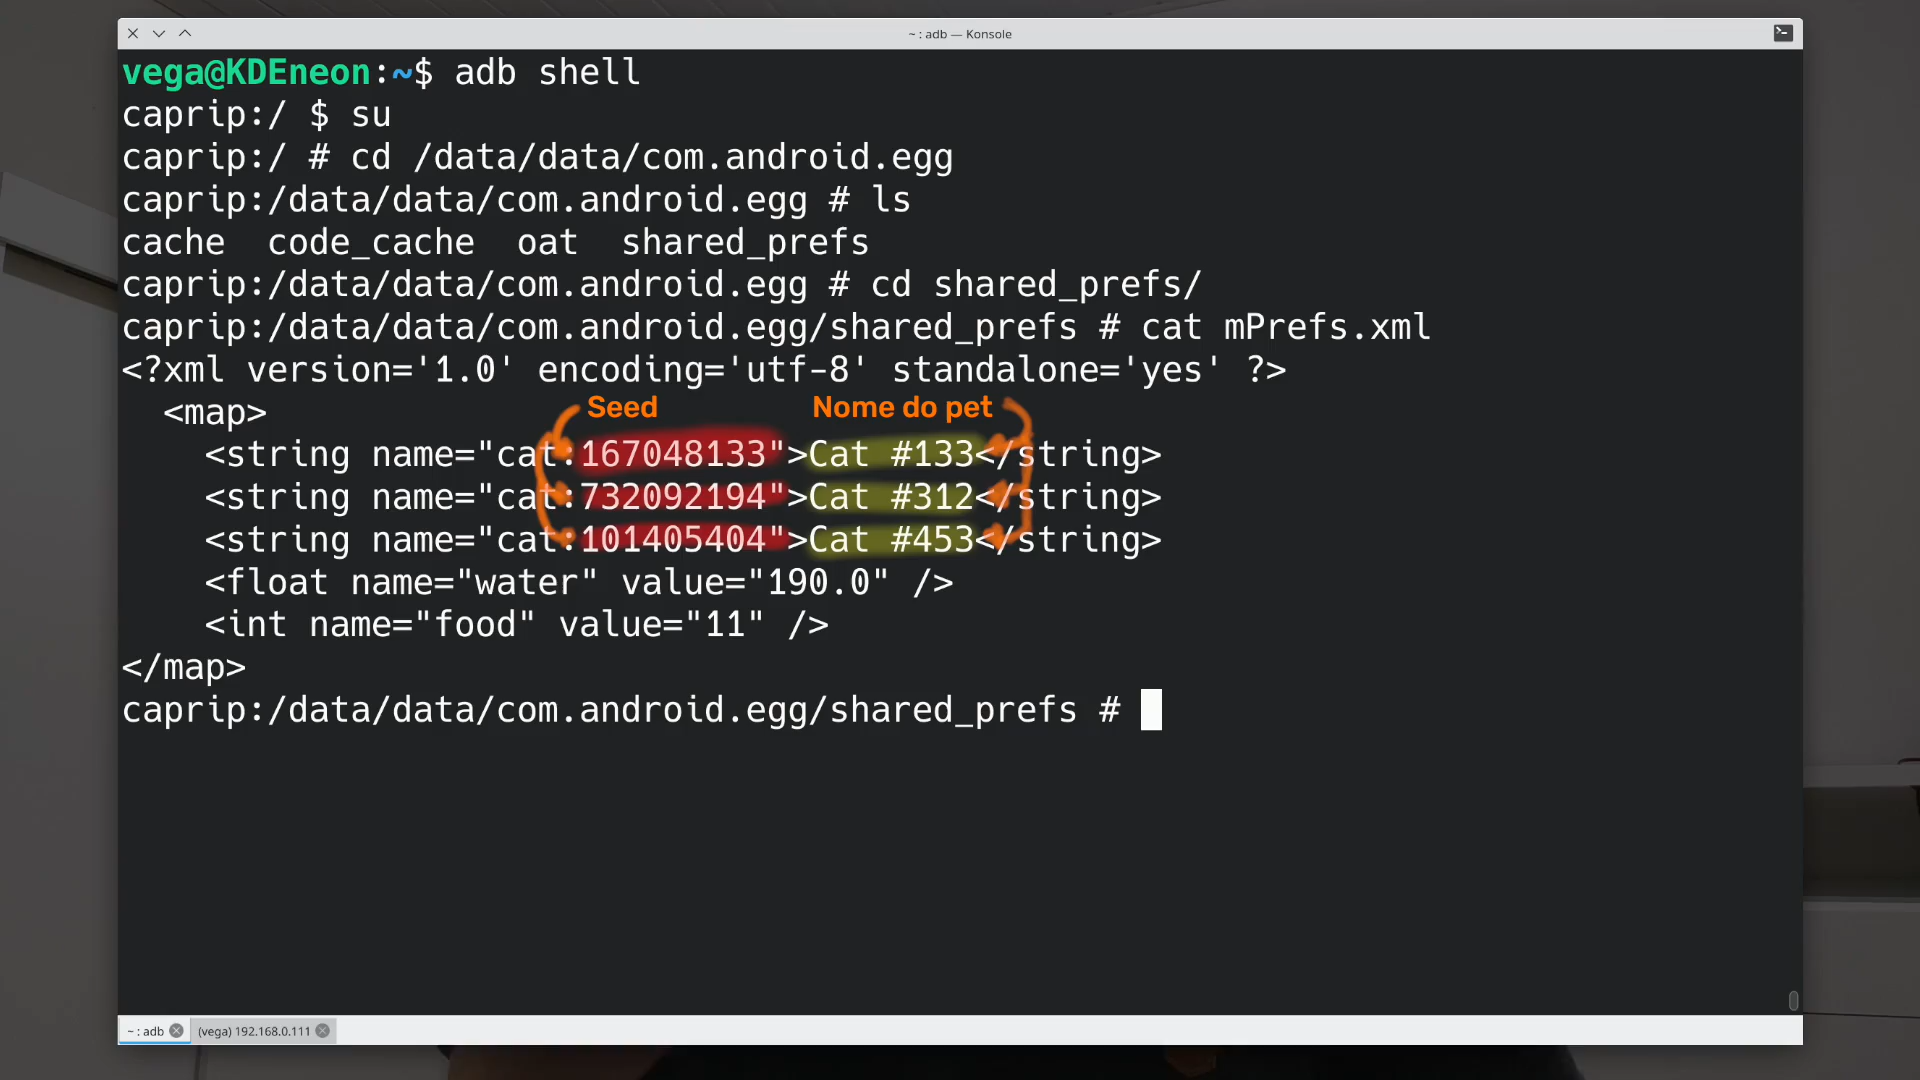 ~ : adb — Konsole
vega@KDEneon:~$ adb shell
caprip:/ $ su
caprip:/ # cd /data/data/com.android.egg
caprip:/data/data/com.android.egg # ls
cache  code_cache  oat  shared_prefs
caprip:/data/data/com.android.egg # cd shared_prefs/
caprip:/data/data/com.android.egg/shared_prefs # cat mPrefs.xml
<?xml version='1.0' encoding='utf-8' standalone='yes' ?>
<map>
Seed
Nome do pet
<string name="cat:167048133">Cat #133</string>
<string name="cat:732092194">Cat #312</string>
<string name="cat:101405404">Cat #453</string>
<float name="water" value="190.0" />
<int name="food" value="11" />
</map>
caprip:/data/data/com.android.egg/shared_prefs #
~ : adb
(vega) 192.168.0.111